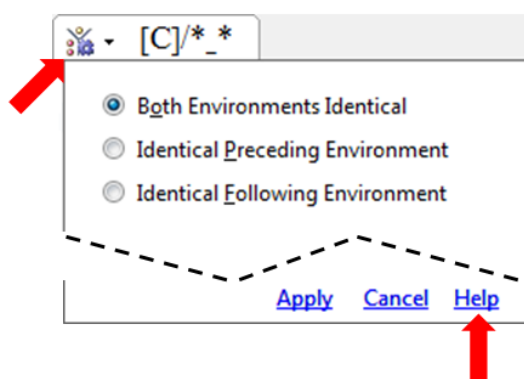 [C]/*_*
Both Environments Identical
Identical Preceding Environment
Identical Following Environment
Apply Cancel Help